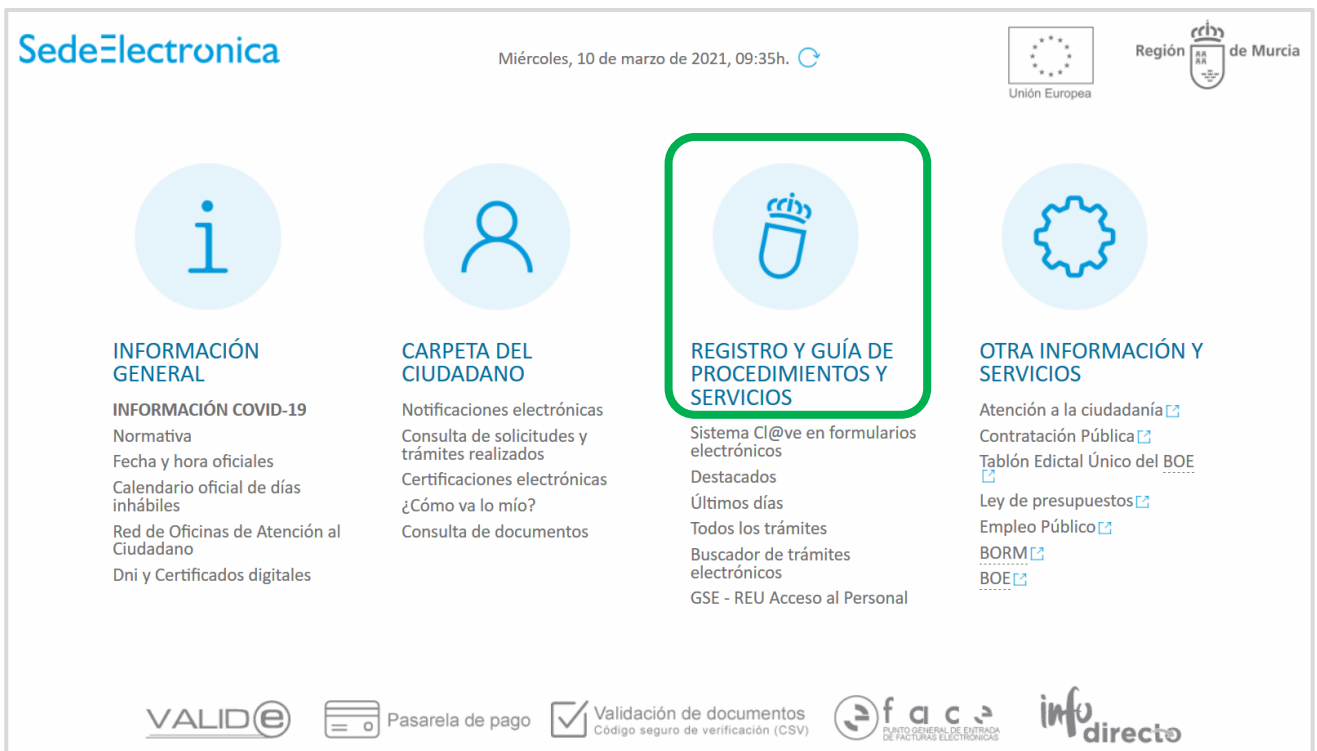 SedeElectronica
Miércoles, 10 de marzo de 2021, 09:35h.
Unión Europea
Región de Murcia
INFORMACIÓN
GENERAL
INFORMACIÓN COVID-19
Normativa
Fecha y hora oficiales
Calendario oficial de días
inhábiles
Red de Oficinas de Atención al
Ciudadano
Dni y Certificados digitales
CARPETA DEL
CIUDADANO
Notificaciones electrónicas
Consulta de solicitudes y
trámites realizados
Certificaciones electrónicas
¿Cómo va lo mío?
Consulta de documentos
REGISTRO Y GUÍA DE
PROCEDIMIENTOS Y
SERVICIOS
Sistema Cl@ve en formularios
electrónicos
Destacados
Últimos días
Todos los trámites
Buscador de trámites
electrónicos
GSE - REU Acceso al Personal
OTRA INFORMACIÓN Y
SERVICIOS
Atención a la ciudadanía
Contratación Pública
Tablón Edictal Único del BOE
Ley de presupuestos
Empleo Público
BORM
BOE
VALIDe
Pasarela de pago
Validación de documentos
Código seguro de verificación (CSV)
face
PUNTO GENERAL DE ENTRADA
DE FACTURAS ELECTRÓNICAS
info
directo